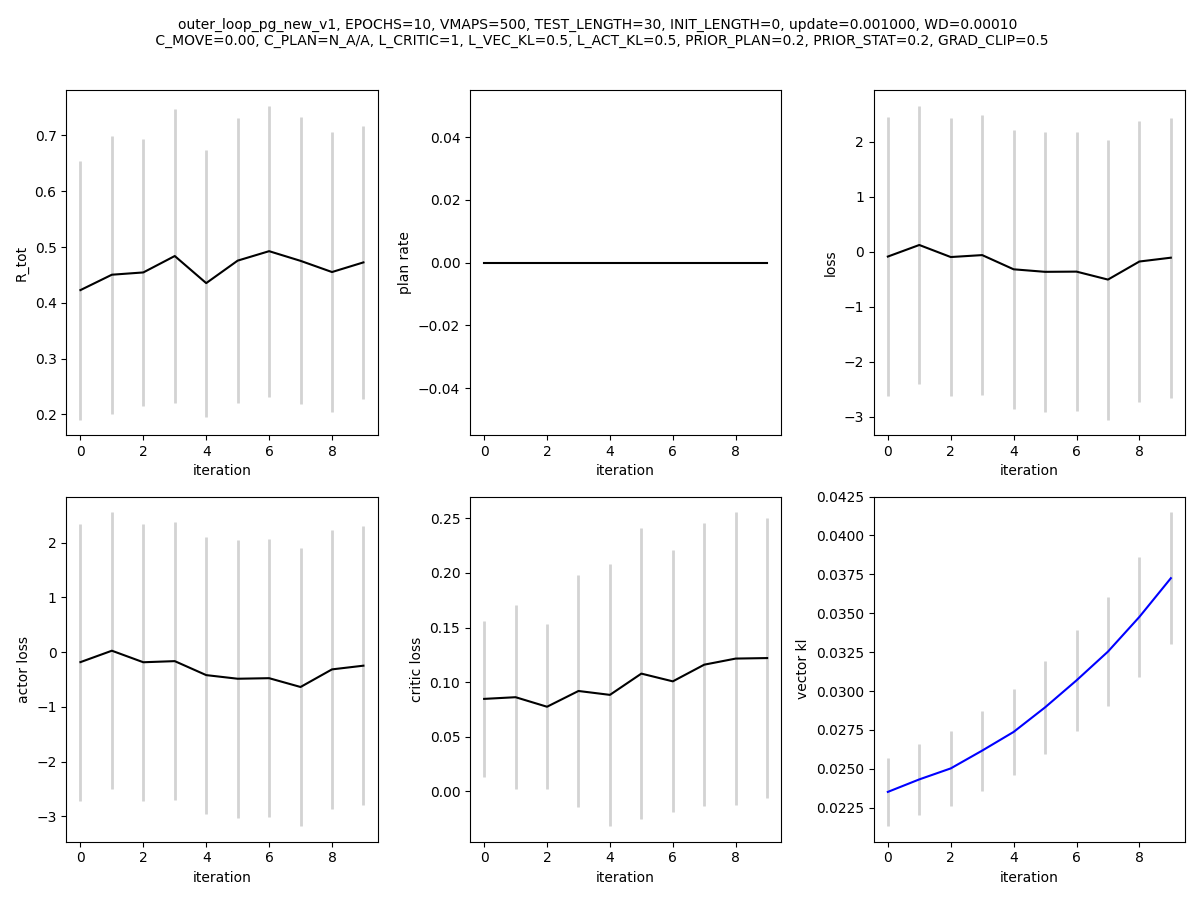 outer_loop_pg_new_v1, EPOCHS=10, VMAPS=500, TEST_LENGTH=30, INIT_LENGTH=0, update=0.001000, WD=0.00010
C_MOVE=0.00, C_PLAN=N_A/A, L_CRITIC=1, L_VEC_KL=0.5, L_ACT_KL=0.5, PRIOR_PLAN=0.2, PRIOR_STAT=0.2, GRAD_CLIP=0.5
R_tot
0.7
0.6
0.5
0.4
0.3
0.2
0 2 4 6 8
iteration
plan rate
0.04
0.02
0.00
−0.02
−0.04
0 2 4 6 8
iteration
loss
2
1
0
−1
−2
−3
0 2 4 6 8
iteration
actor loss
2
1
0
−1
−2
−3
0 2 4 6 8
iteration
critic loss
0.25
0.20
0.15
0.10
0.05
0.00
0 2 4 6 8
iteration
vector kl
0.0425
0.0400
0.0375
0.0350
0.0325
0.0300
0.0275
0.0250
0.0225
0 2 4 6 8
iteration